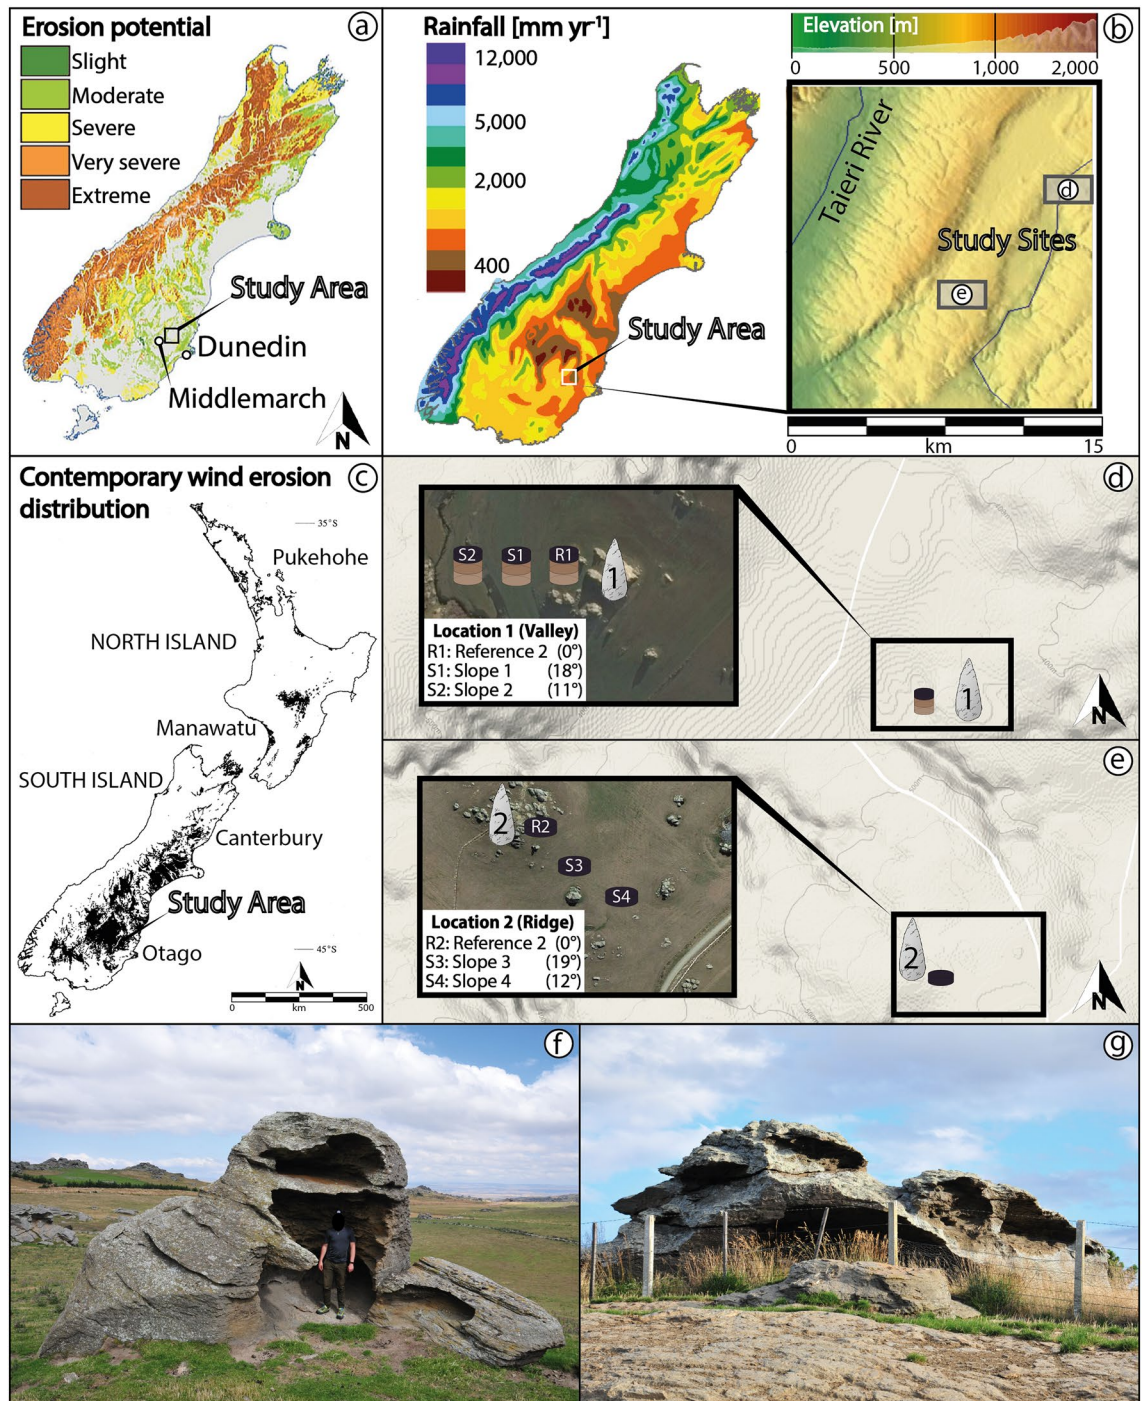 Erosion potential
a
Slight
Moderate
Severe
Very severe
Extreme
Study Area
Dunedin
Middlemarch
N
Rainfall [mm yr-1]
b
12,000
5,000
2,000
400
Study Area
Elevation [m]
0 500 1,000 2,000
Taieri River
d
Study Sites
e
0 km 15
Contemporary wind erosion
distribution
c
35°S
Pukehohe
NORTH ISLAND
Manawatu
SOUTH ISLAND
Canterbury
Study Area
Otago
45°S
N
0 km 500
d
S2 S1 R1 1
Location 1 (Valley)
R1: Reference 2 (0°)
S1: Slope 1 (18°)
S2: Slope 2 (11°)
1
N
e
2 R2
S3
S4
Location 2 (Ridge)
R2: Reference 2 (0°)
S3: Slope 3 (19°)
S4: Slope 4 (12°)
2
N
f
g